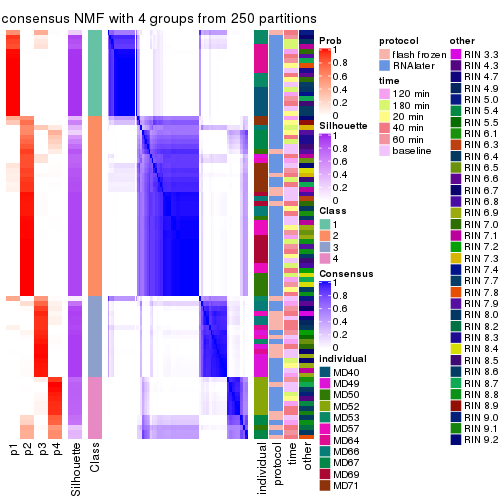 consensus NMF with 4 groups from 250 partitions
Prob
1
0.8
0.6
0.4
0.2
0
Silhouette
1
0.8
0.6
0.4
0.2
0
Class
1
2
3
4
Consensus
1
0.8
0.6
0.4
0.2
0
individual
MD40
MD49
MD50
MD52
MD53
MD57
MD64
MD66
MD67
MD69
MD71
protocol
flash frozen
RNAlater
time
120 min
180 min
20 min
40 min
60 min
baseline
other
RIN 3.3
RIN 4.3
RIN 4.7
RIN 4.9
RIN 5.0
RIN 5.4
RIN 5.5
RIN 6.1
RIN 6.3
RIN 6.4
RIN 6.5
RIN 6.6
RIN 6.7
RIN 6.8
RIN 6.9
RIN 7.0
RIN 7.1
RIN 7.2
RIN 7.3
RIN 7.4
RIN 7.7
RIN 7.8
RIN 7.9
RIN 8.0
RIN 8.2
RIN 8.3
RIN 8.4
RIN 8.5
RIN 8.6
RIN 8.7
RIN 8.8
RIN 8.9
RIN 9.0
RIN 9.1
RIN 9.2
p1
p2
p3
p4
Silhouette
Class
individual
protocol
time
other